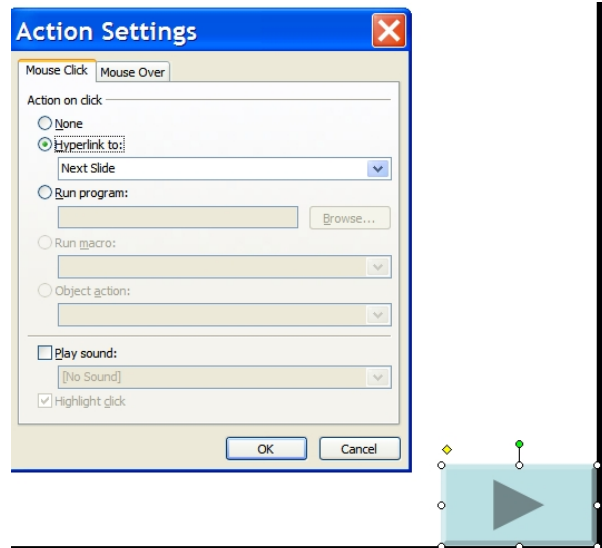 Action Settings
Mouse Click Mouse Over
Action on click
None
Hyperlink to:
Next Slide
Run program:
Browse...
Run macro:
Object action:
Play sound:
[No Sound]
Highlight click
OK Cancel